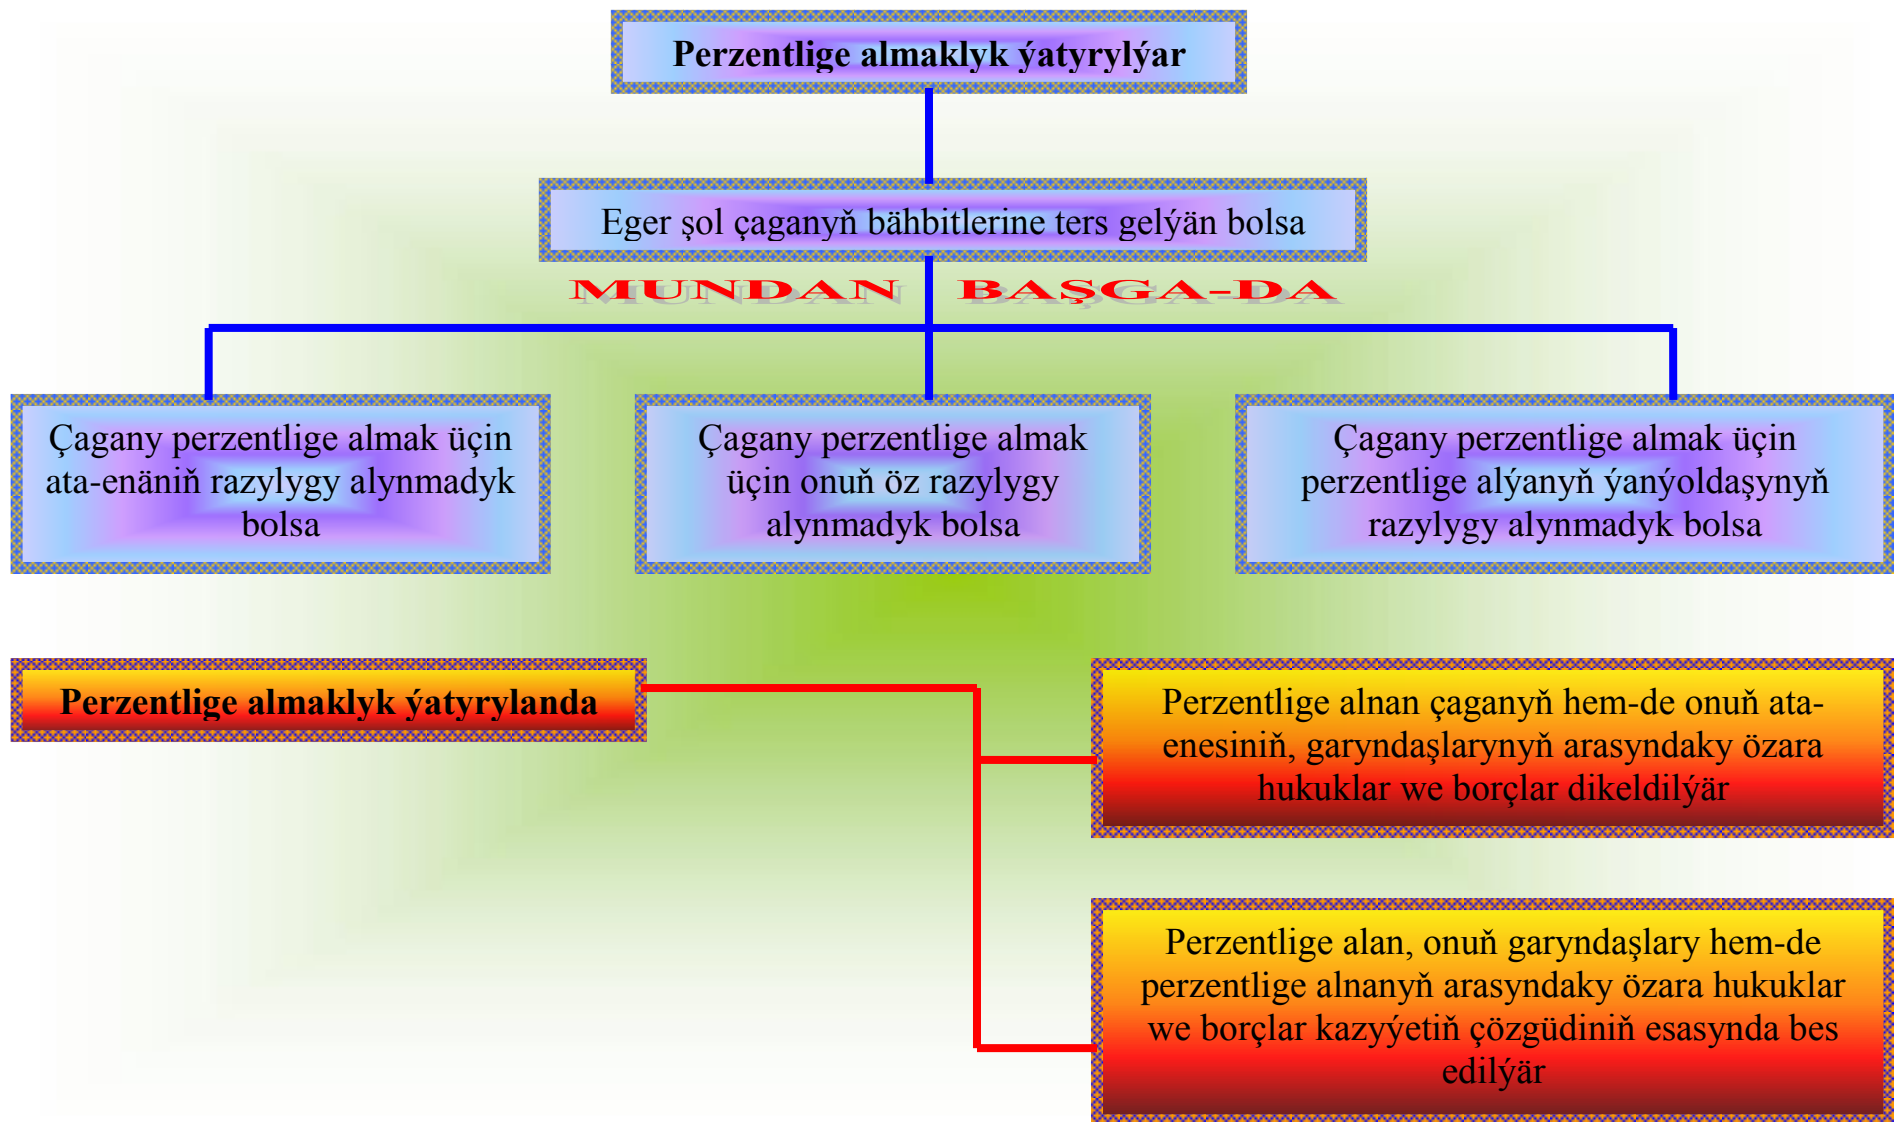 Perzentlige almaklyk ýatyrylýar
Eger şol çaganyň bähbitlerine ters gelýän bolsa
MUNDAN BAŞGA-DA
Çagany perzentlige almak üçin
ata-enäniň razylygy alynmadyk
bolsa
Çagany perzentlige almak
üçin onuň öz razylygy
alynmadyk bolsa
Çagany perzentlige almak üçin
perzentlige alýanyň ýanýoldaşynyň
razylygy alynmadyk bolsa
Perzentlige almaklyk ýatyrylanda
Perzentlige alnan çaganyň hem-de onuň ata-
enesiniň, garyndaşlarynyň arasyndaky özara
hukuklar we borçlar dikeldilýär
Perzentlige alan, onuň garyndaşlary hem-de
perzentlige alnanyň arasyndaky özara hukuklar
we borçlar kazyýetiň çözgüdiniň esasynda bes
edilýär